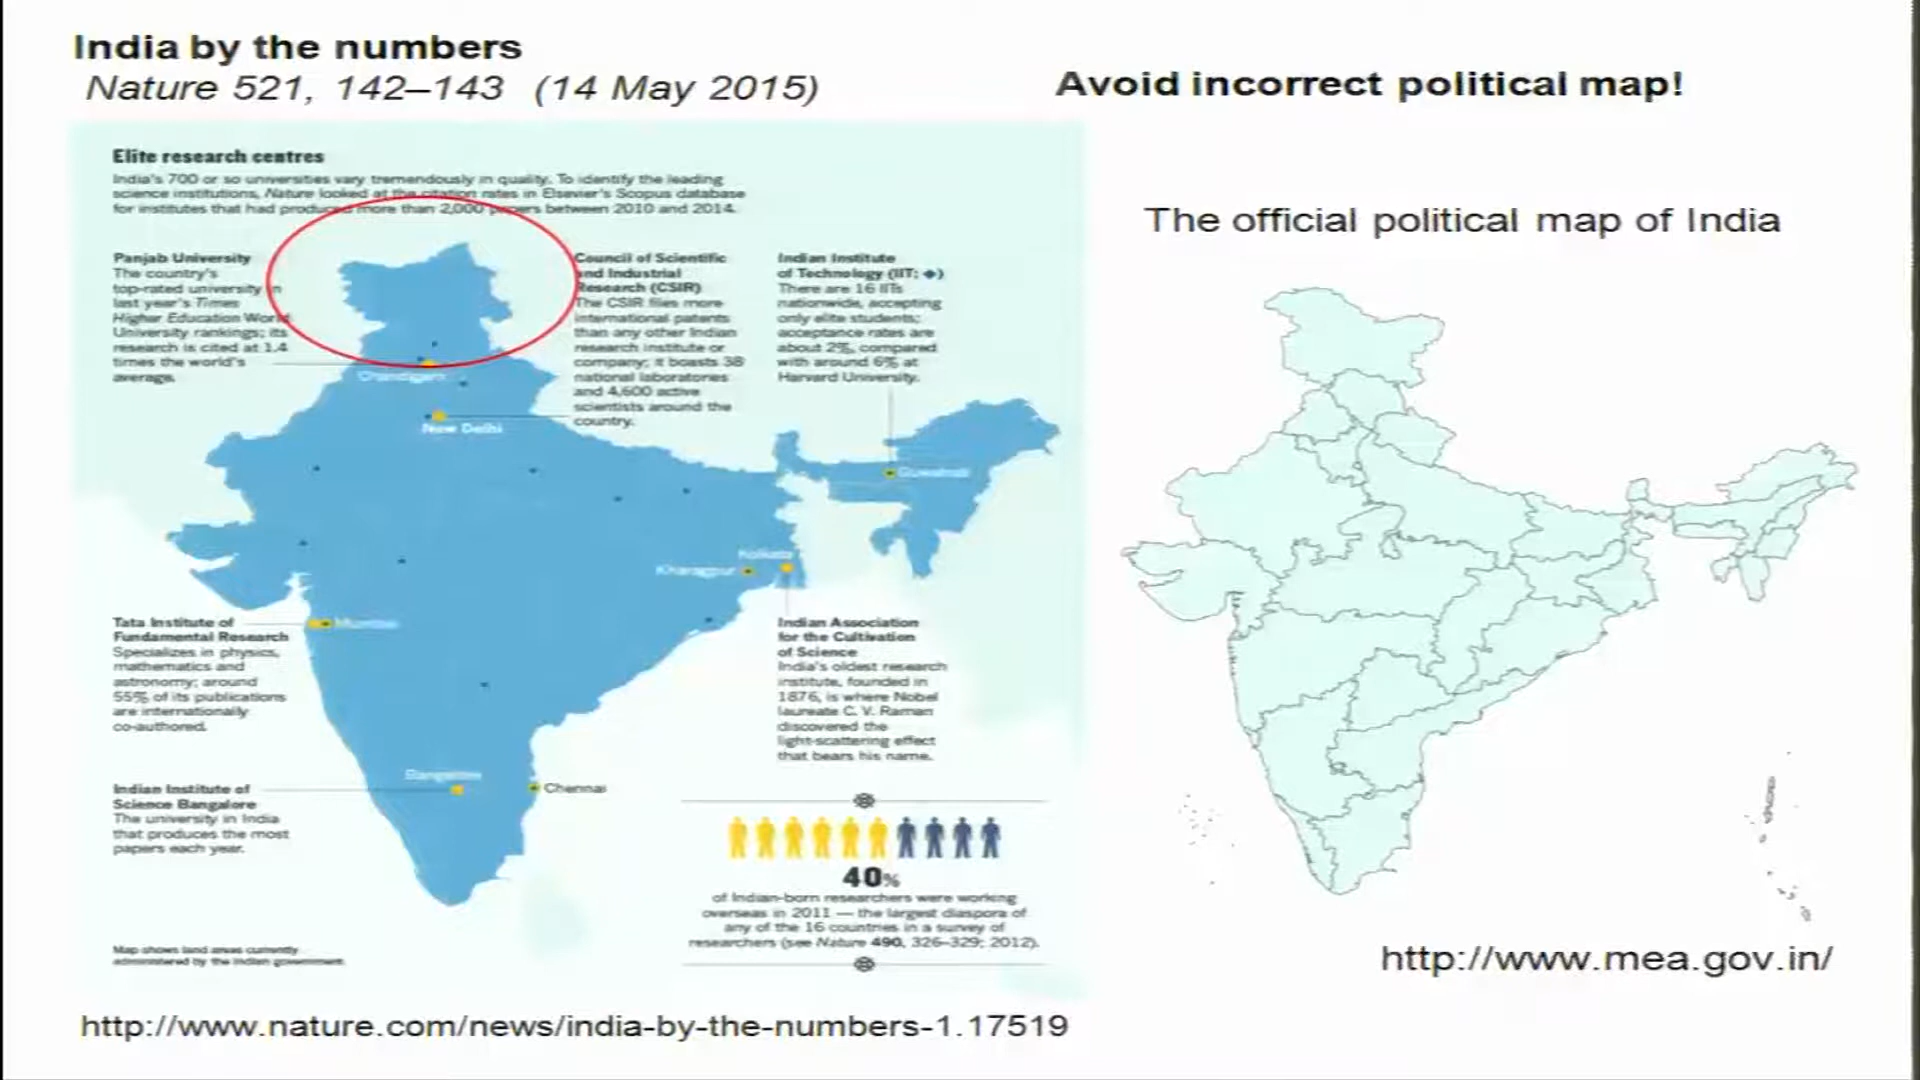 India by the numbers
Nature 521, 142–143 (14 May 2015)
Avoid incorrect political map!
Elite research centres
India's 700 or so universities vary tremendously in quality. To identify the leading
science institutions, Nature looked at the citation rates in Elsevier's Scopus database
for institutes that had produced more than 2,000 papers between 2010 and 2014.
The official political map of India
Panjab University
The country's
top-rated university in
last year's Times
Higher Education World
University rankings; its
research is cited at 1.4
times the world's
average.
Council of Scientific
and Industrial
Research (CSIR)
The CSIR files more
international patents
than any other Indian
research institute or
company; it boasts 38
national laboratories
and 4,600 active
scientists around the
country.
Indian Institute
of Technology (IIT; ◆)
There are 16 IITs
nationwide, accepting
only elite students;
acceptance rates are
about 2%, compared
with around 6% at
Harvard University.
Chandigarh
New Delhi
Guwahati
Kolkata
Kharagpur
Mumbai
Tata Institute of
Fundamental Research
Specializes in physics,
mathematics and
astronomy; around
55% of its publications
are internationally
co-authored.
Indian Association
for the Cultivation
of Science
India's oldest research
institute, founded in
1876, is where Nobel
laureate C. V. Raman
discovered the
light-scattering effect
that bears his name.
Bangalore
Chennai
Indian Institute of
Science Bangalore
The university in India
that produces the most
papers each year.
40%
of Indian-born researchers were working
overseas in 2011 — the largest diaspora of
any of the 16 countries in a survey of
researchers (see Nature 490, 326–329; 2012).
Map shows land areas currently
administered by the Indian government.
http://www.mea.gov.in/
http://www.nature.com/news/india-by-the-numbers-1.17519